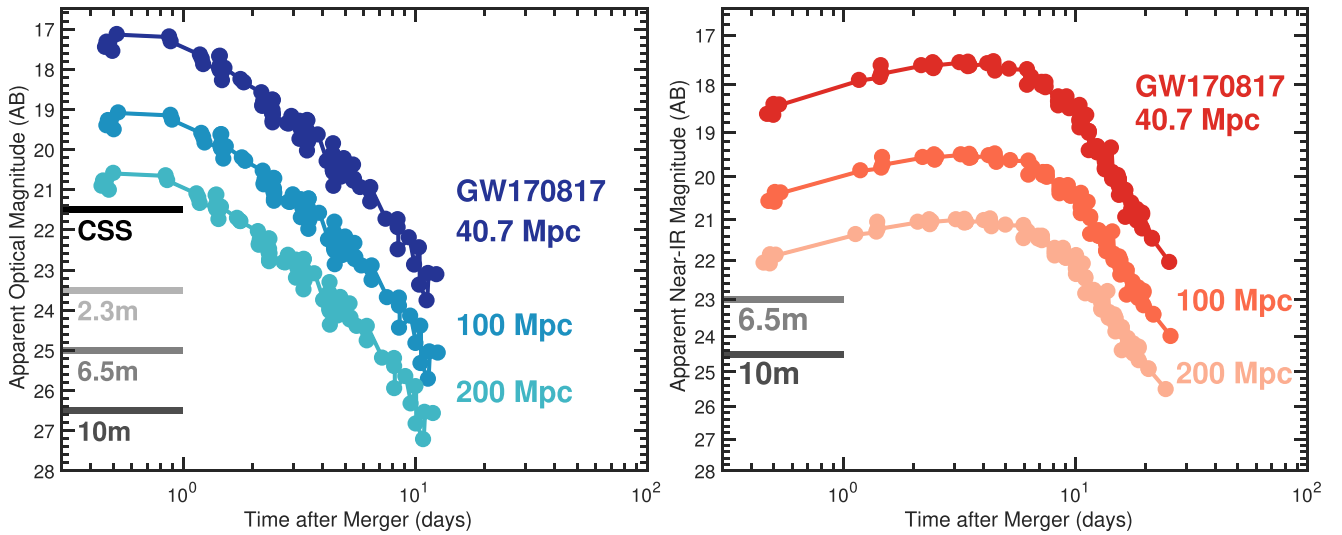 Apparent Optical Magnitude (AB)
17
18
19
20
21
22
23
24
25
26
27
28
GW170817
40.7 Mpc
100 Mpc
200 Mpc
CSS
2.3m
6.5m
10m
10^0
10^1
10^2
Time after Merger (days)
Apparent Near-IR Magnitude (AB)
17
18
19
20
21
22
23
24
25
26
27
28
GW170817
40.7 Mpc
100 Mpc
200 Mpc
6.5m
10m
10^0
10^1
10^2
Time after Merger (days)